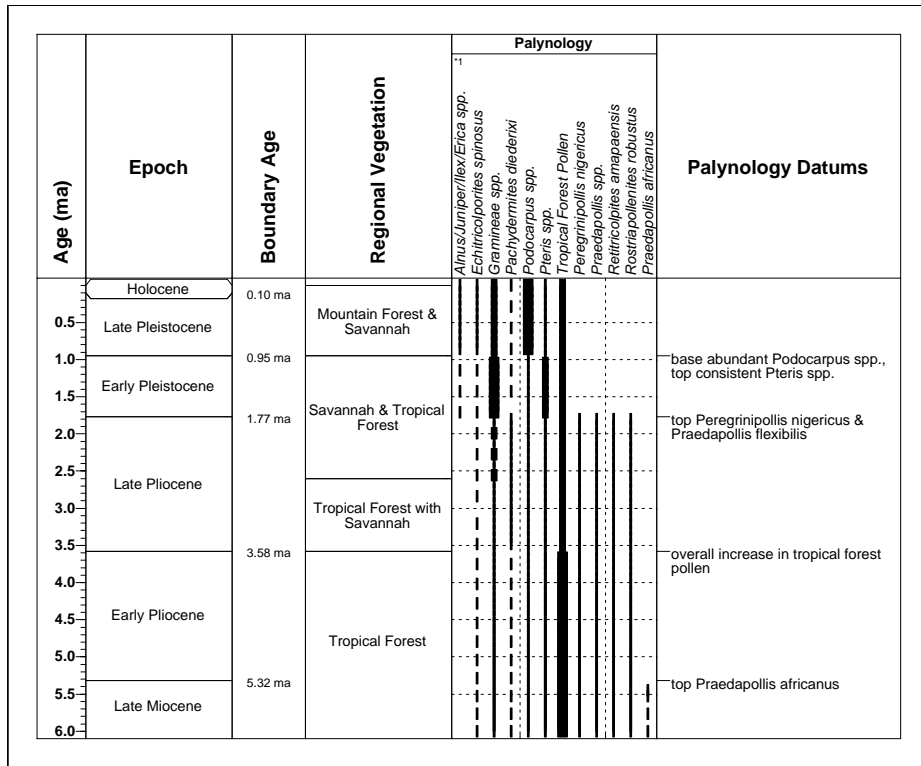 Palynology
Age (ma)
Epoch
Boundary Age
Regional Vegetation
*1
Alnus/Juniper/Ilex/Erica spp.
Echitricolporites spinosus
Gramineae spp.
Pachydermites diederixi
Podocarpus spp.
Pteris spp.
Tropical Forest Pollen
Peregrinipollis nigericus
Praedapollis spp.
Retitricolpites amapaensis
Rostriapollenites robustus
Praedapollis africanus
Palynology Datums
Holocene
0.10 ma
0.5
Late Pleistocene
Mountain Forest &
Savannah
1.0
0.95 ma
base abundant Podocarpus spp.,
top consistent Pteris spp.
Early Pleistocene
1.5
1.77 ma
Savannah & Tropical
Forest
top Peregrinipollis nigericus &
Praedapollis flexibilis
2.0
2.5
Late Pliocene
3.0
Tropical Forest with
Savannah
3.5
3.58 ma
overall increase in tropical forest
pollen
4.0
Early Pliocene
4.5
Tropical Forest
5.0
5.32 ma
top Praedapollis africanus
5.5
Late Miocene
6.0